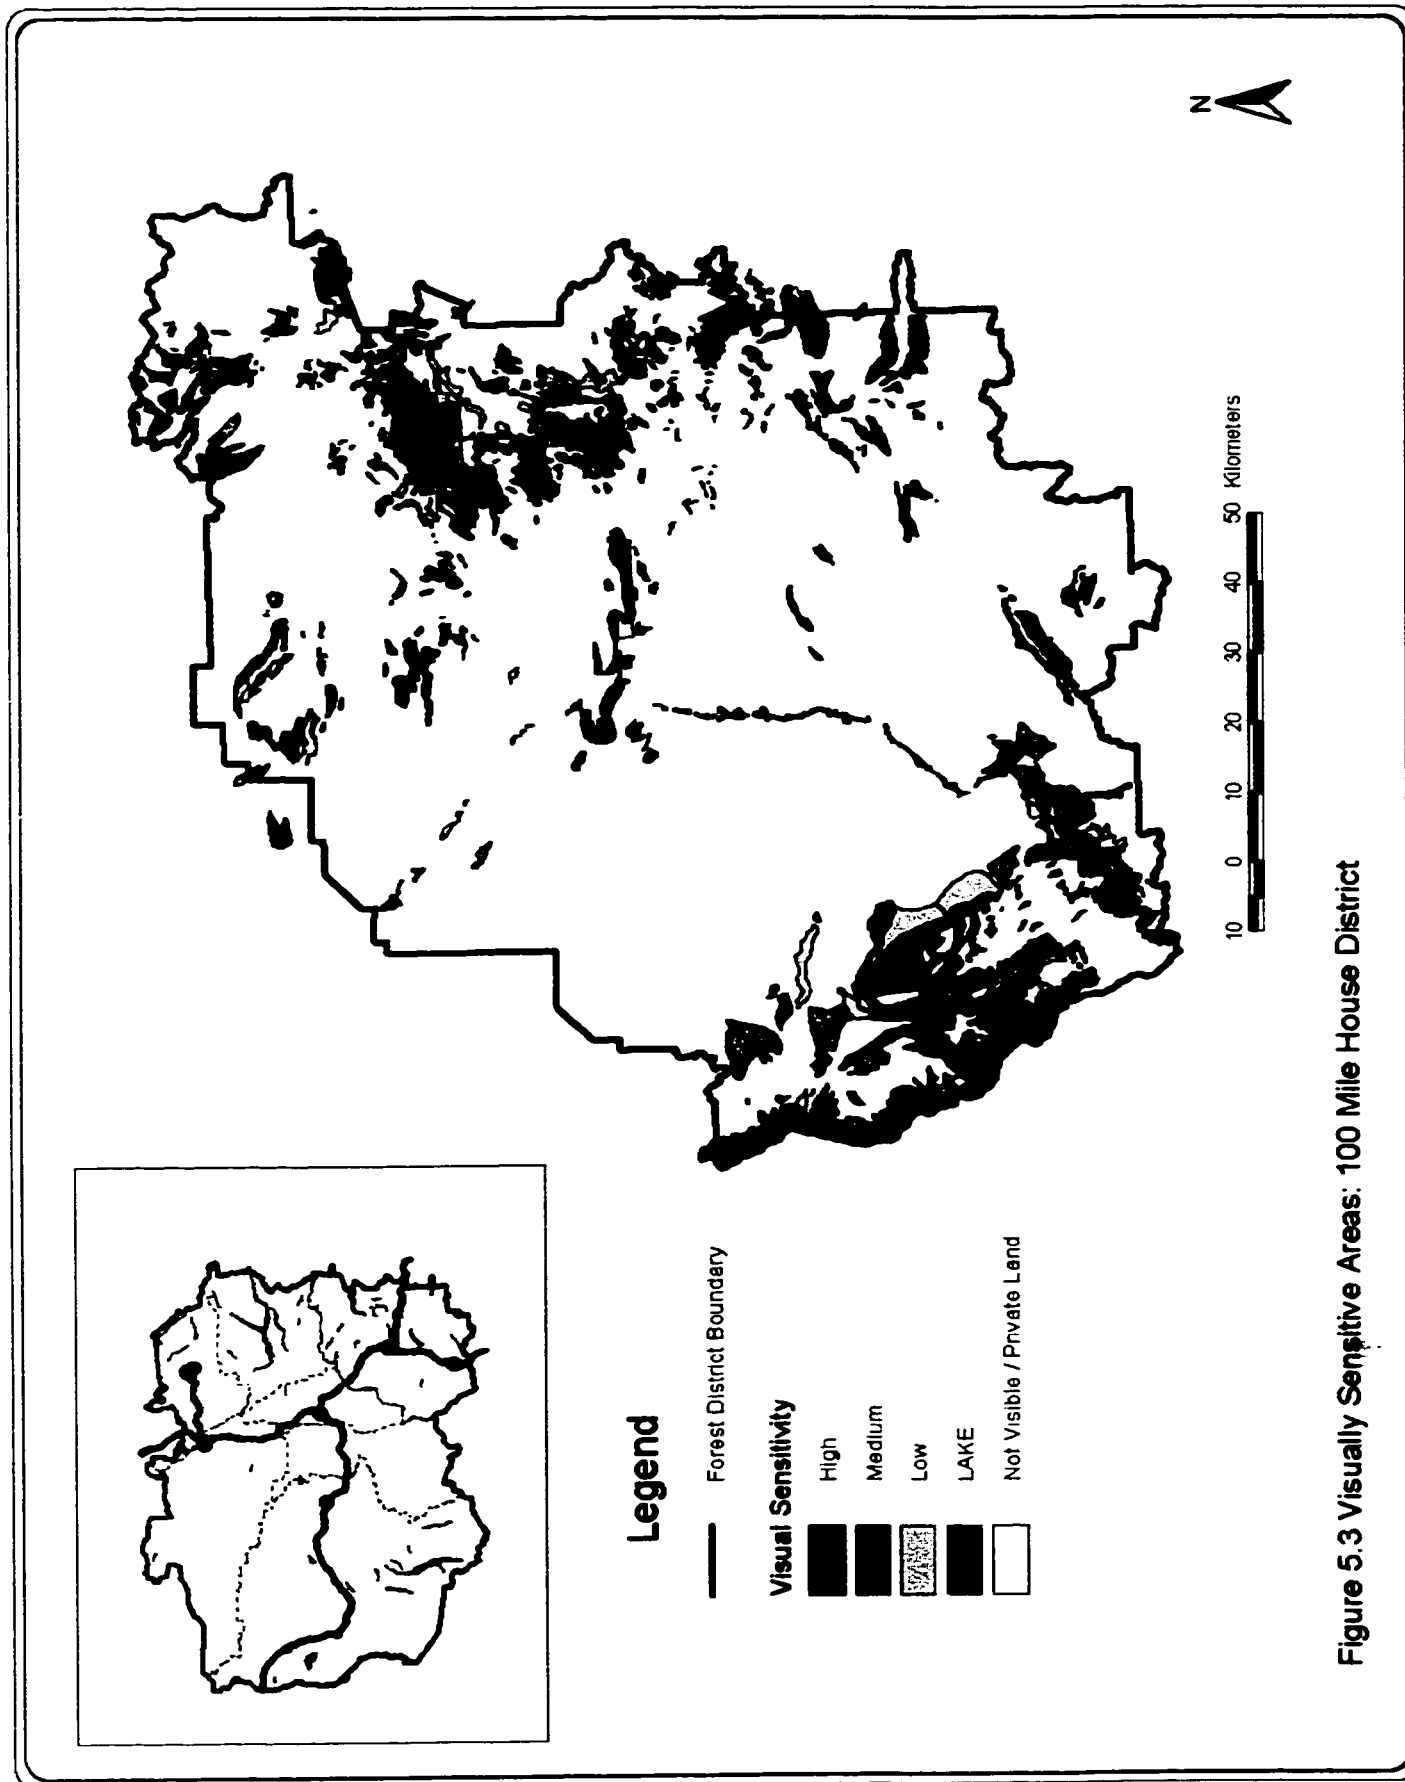 N
Legend
Forest District Boundary
Visual Sensitivity
High
Medium
Low
LAKE
Not Visible / Private Land
10 0 10 20 30 40 50 Kilometers
Figure 5.3 Visually Sensitive Areas: 100 Mile House District